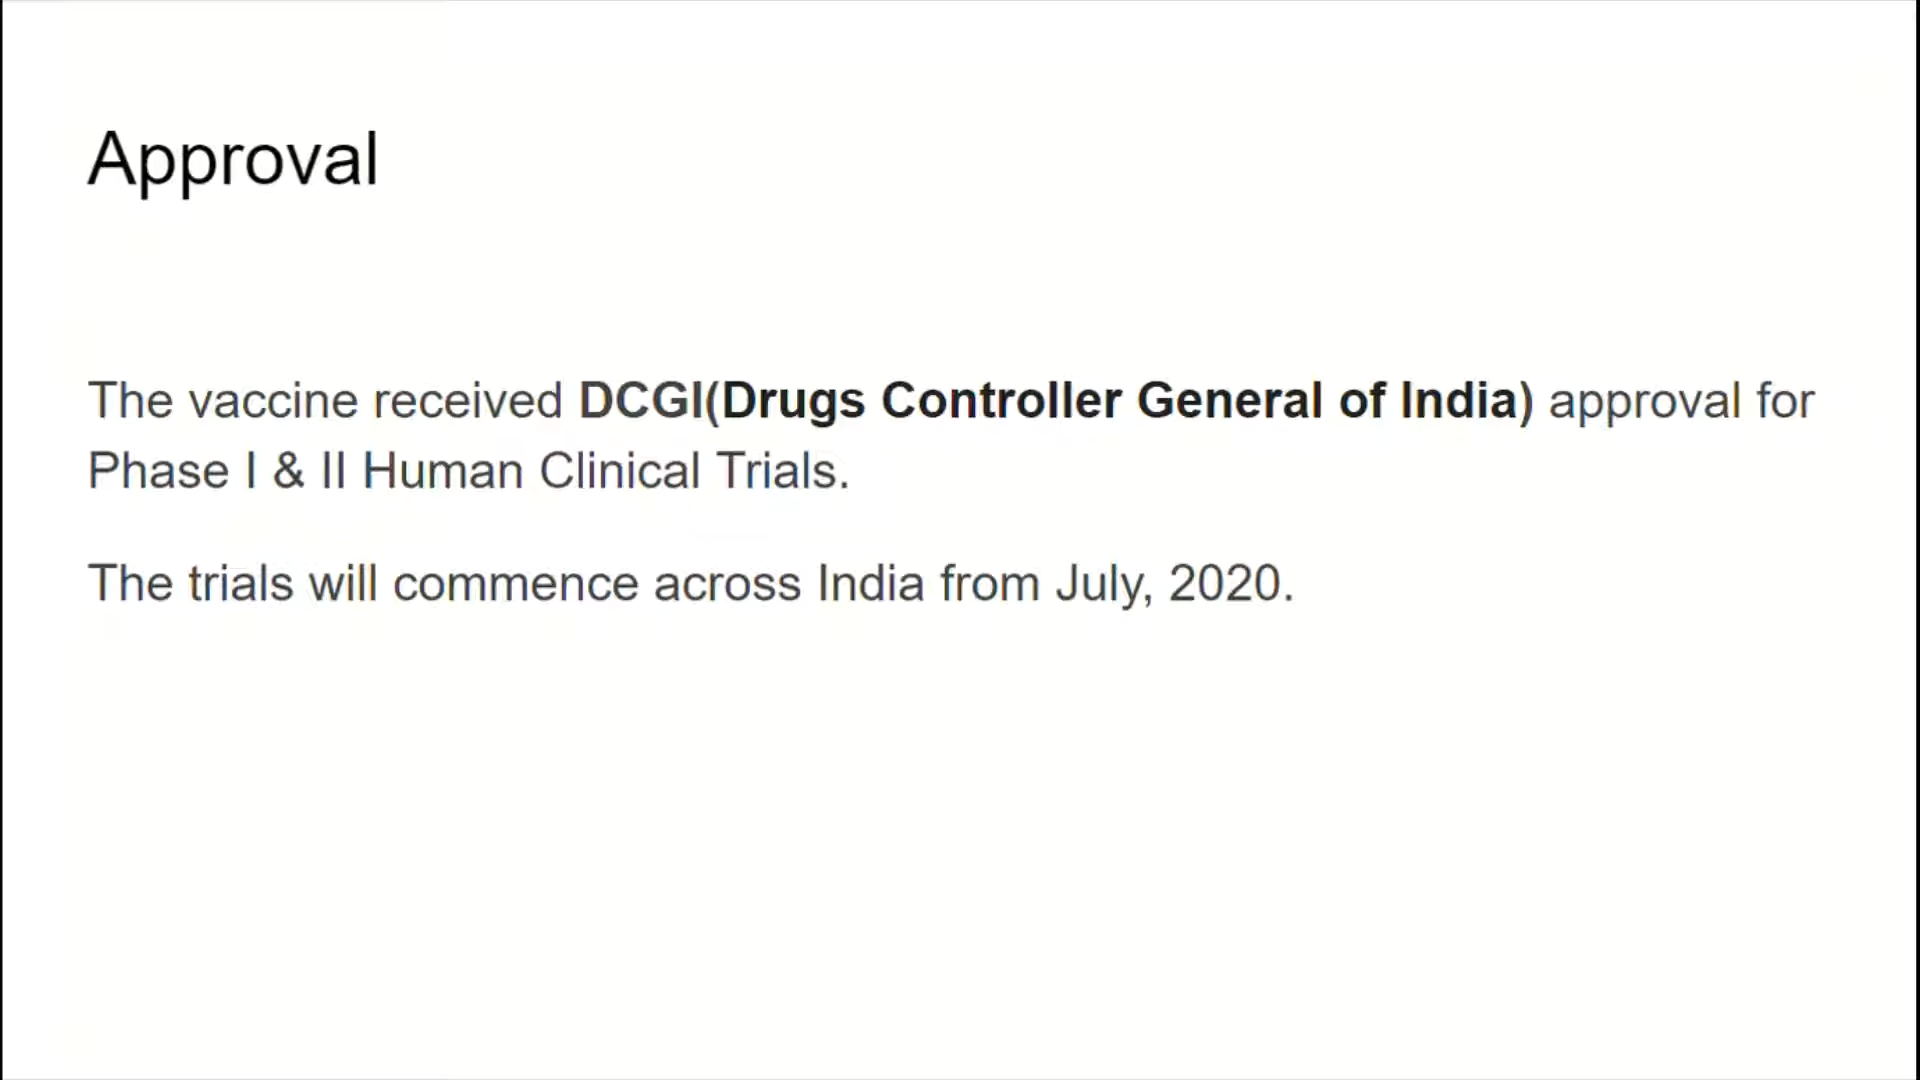 Approval
The vaccine received DCGI(Drugs Controller General of India) approval for
Phase I & II Human Clinical Trials.
The trials will commence across India from July, 2020.